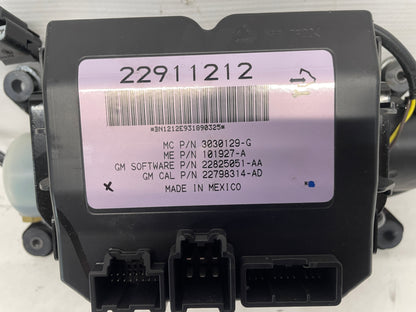 22911212
*BN1212E931890325*
MC P/N 3030129-G
ME P/N 101927-A
GM SOFTWARE P/N 22825051-AA
GM CAL P/N 22798314-AD
MADE IN MEXICO